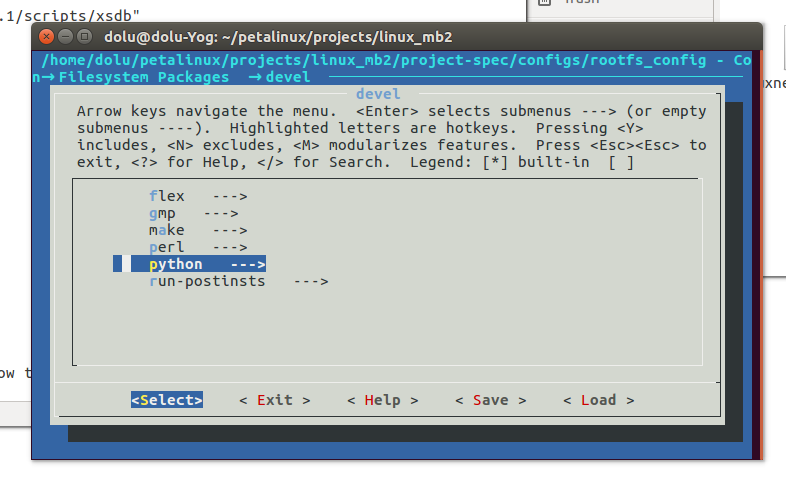 .1/scripts/xsdb"
dolu@dolu-Yog: ~/petalinux/projects/linux_mb2
/home/dolu/petalinux/projects/linux_mb2/project-spec/configs/rootfs_config - Co
n→Filesystem Packages →devel
devel
Arrow keys navigate the menu. <Enter> selects submenus ---> (or empty
submenus ----). Highlighted letters are hotkeys. Pressing <Y>
includes, <N> excludes, <M> modularizes features. Press <Esc><Esc> to
exit, <?> for Help, </> for Search. Legend: [*] built-in [ ]
flex --->
gmp --->
make --->
perl --->
python --->
run-postinsts --->
ow t
<Select> < Exit > < Help > < Save > < Load >